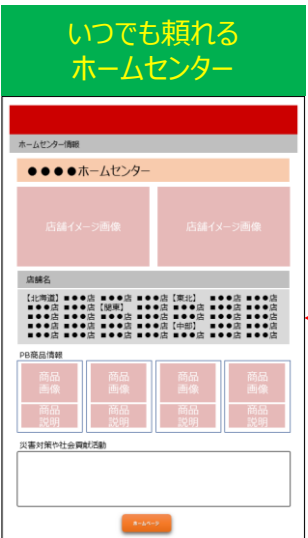 いつでも頼れる
ホームセンター
ホームセンター情報
●●●●ホームセンター
店舗イメージ画像 店舗イメージ画像
店舗名
【北海道】■●●店 ■●●店 ■●●店【東北】 ■●●店 ■●●店
■●●店 ■●●店【関東】 ■●●店 ■●●店 ■●●店 ■●●店
■●●店 ■●●店 ■●●店 ■●●店 ■●●店 ■●●店
■●●店 ■●●店 ■●●店 ■●●店【中部】 ■●●店 ■●●店
■●●店 ■●●店 ■●●店 ■●●店 ■●●店 ■●●店
PB商品情報
商品 商品 商品 商品
画像 画像 画像 画像
商品 商品 商品 商品
説明 説明 説明 説明
災害対策や社会貢献活動
ホームページ